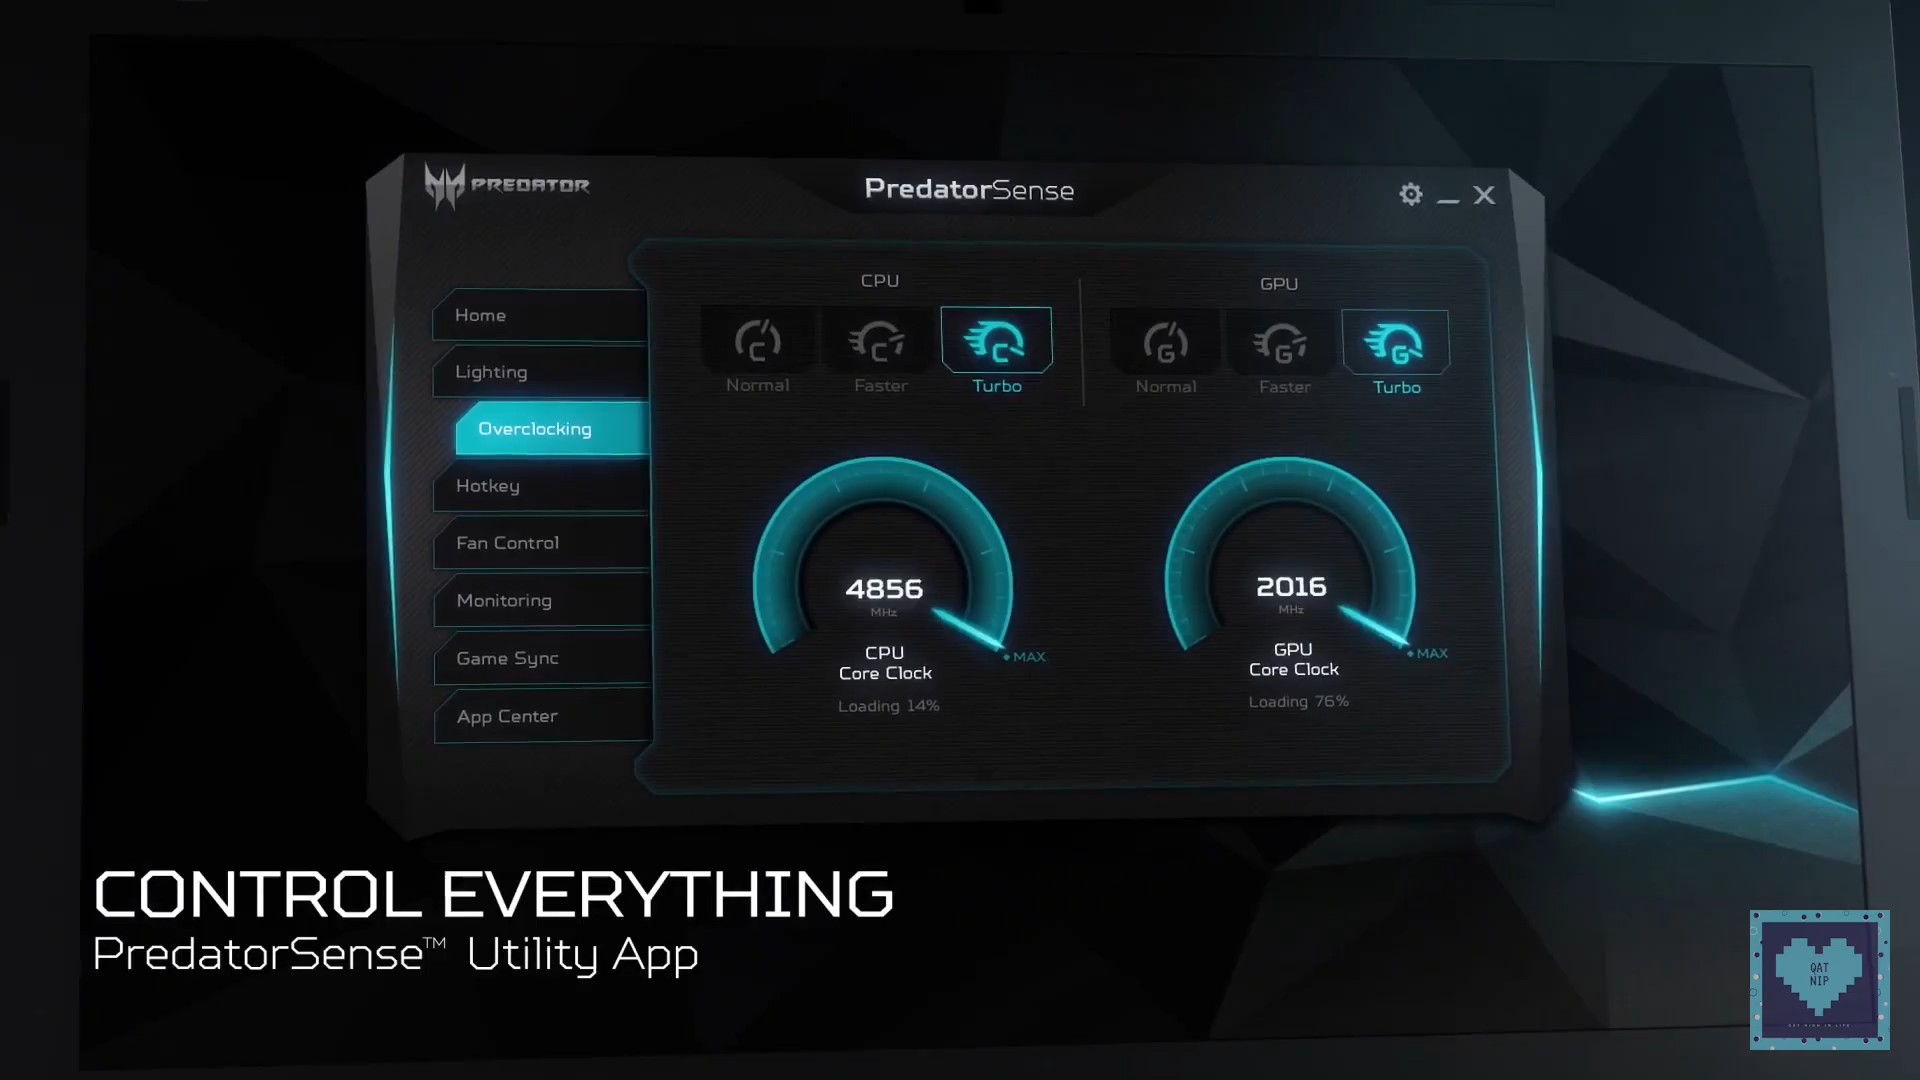 PREDATOR
PredatorSense
Home
Lighting
Overclocking
Hotkey
Fan Control
Monitoring
Game Sync
App Center
CPU
Normal
Faster
Turbo
GPU
Normal
Faster
Turbo
4856
MHz
CPU
Core Clock
Loading 14%
MAX
2016
MHz
GPU
Core Clock
Loading 76%
MAX
CONTROL EVERYTHING
PredatorSense™ Utility App
QAT
NIP